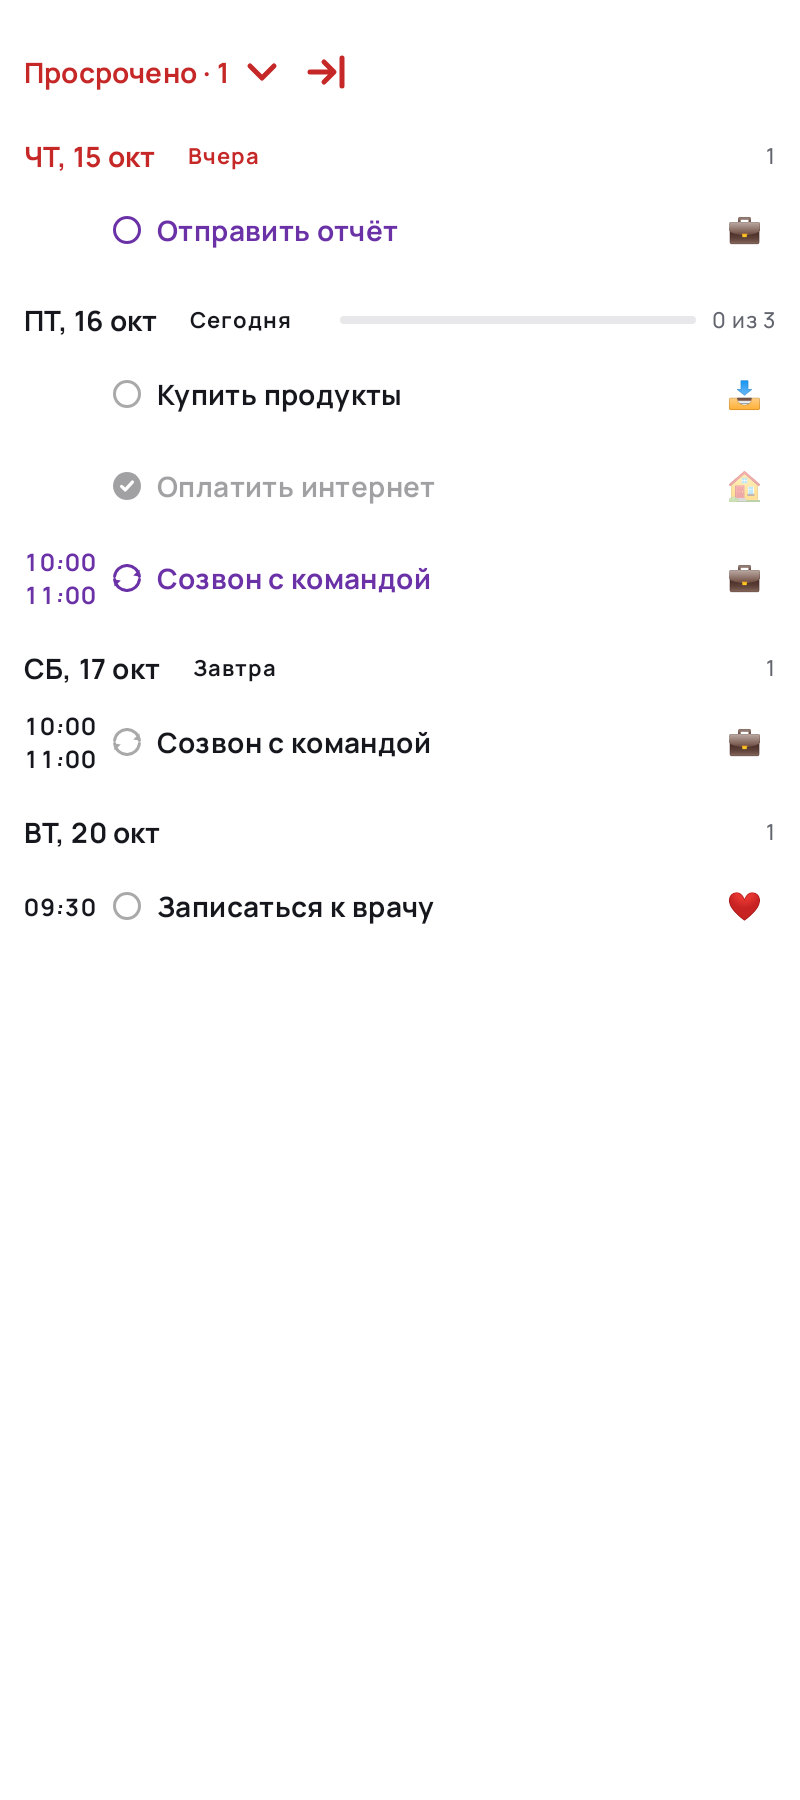 Просрочено · 1
ЧТ, 15 окт Вчера 1
Отправить отчёт
ПТ, 16 окт Сегодня 0 из 3
Купить продукты
Оплатить интернет
10:00
11:00
Созвон с командой
СБ, 17 окт Завтра 1
10:00
11:00
Созвон с командой
ВТ, 20 окт 1
09:30 Записаться к врачу